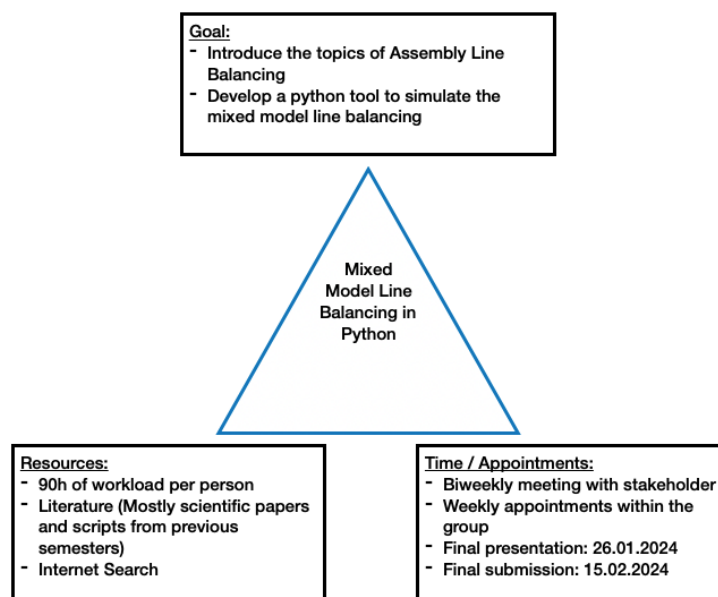 Goal:
- Introduce the topics of Assembly Line
Balancing
- Develop a python tool to simulate the
mixed model line balancing
Mixed
Model Line
Balancing in
Python
Resources:
- 90h of workload per person
- Literature (Mostly scientific papers
and scripts from previous
semesters)
- Internet Search
Time / Appointments:
- Biweekly meeting with stakeholder
- Weekly appointments within the
group
- Final presentation: 26.01.2024
- Final submission: 15.02.2024